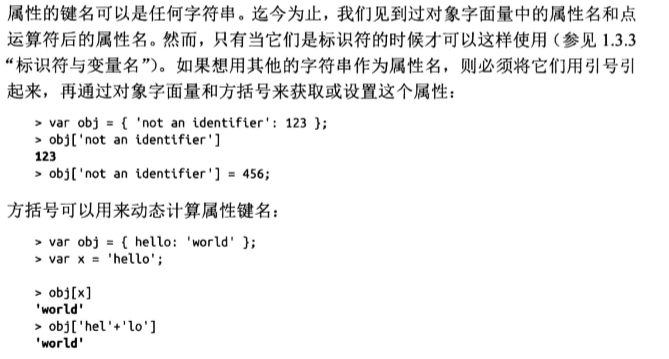 属性的键名可以是任何字符串。迄今为止，我们见到过对象字面量中的属性名和点
运算符后的属性名。然而，只有当它们是标识符的时候才可以这样使用（参见 1.3.3
“标识符与变量名”）。如果想用其他的字符串作为属性名，则必须将它们用引号引
起来，再通过对象字面量和方括号来获取或设置这个属性：
> var obj = { 'not an identifier': 123 };
> obj['not an identifier']
123
> obj['not an identifier'] = 456;
方括号可以用来动态计算属性键名：
> var obj = { hello: 'world' };
> var x = 'hello';
> obj[x]
'world'
> obj['hel'+'lo']
'world'